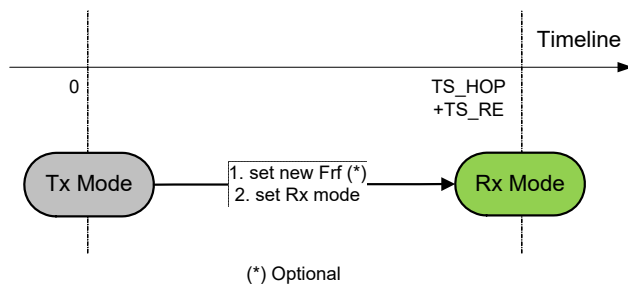 Timeline
0
TS_HOP
+TS_RE
Tx Mode
1. set new Frf (*)
2. set Rx mode
Rx Mode
(*) Optional